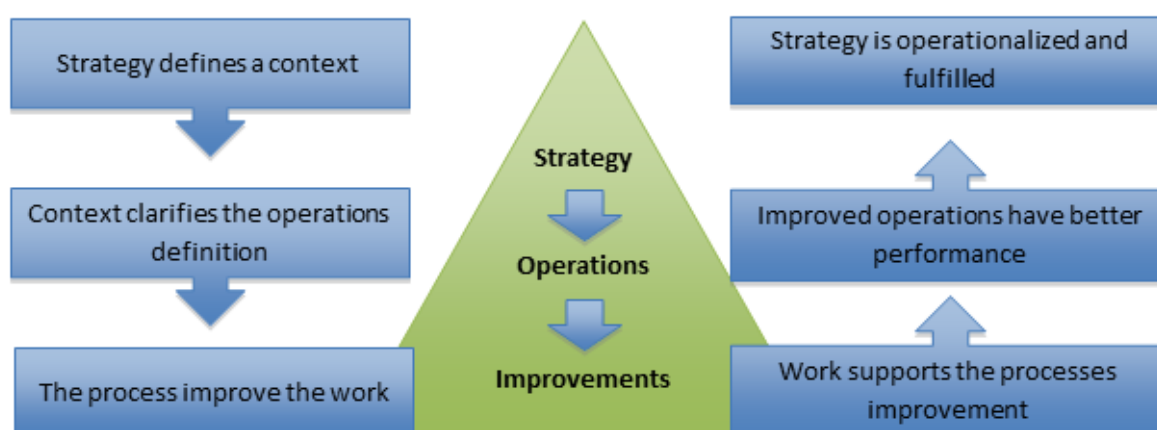 Strategy defines a context
Context clarifies the operations
definition
The process improve the work
Strategy
Operations
Improvements
Strategy is operationalized and
fulfilled
Improved operations have better
performance
Work supports the processes
improvement